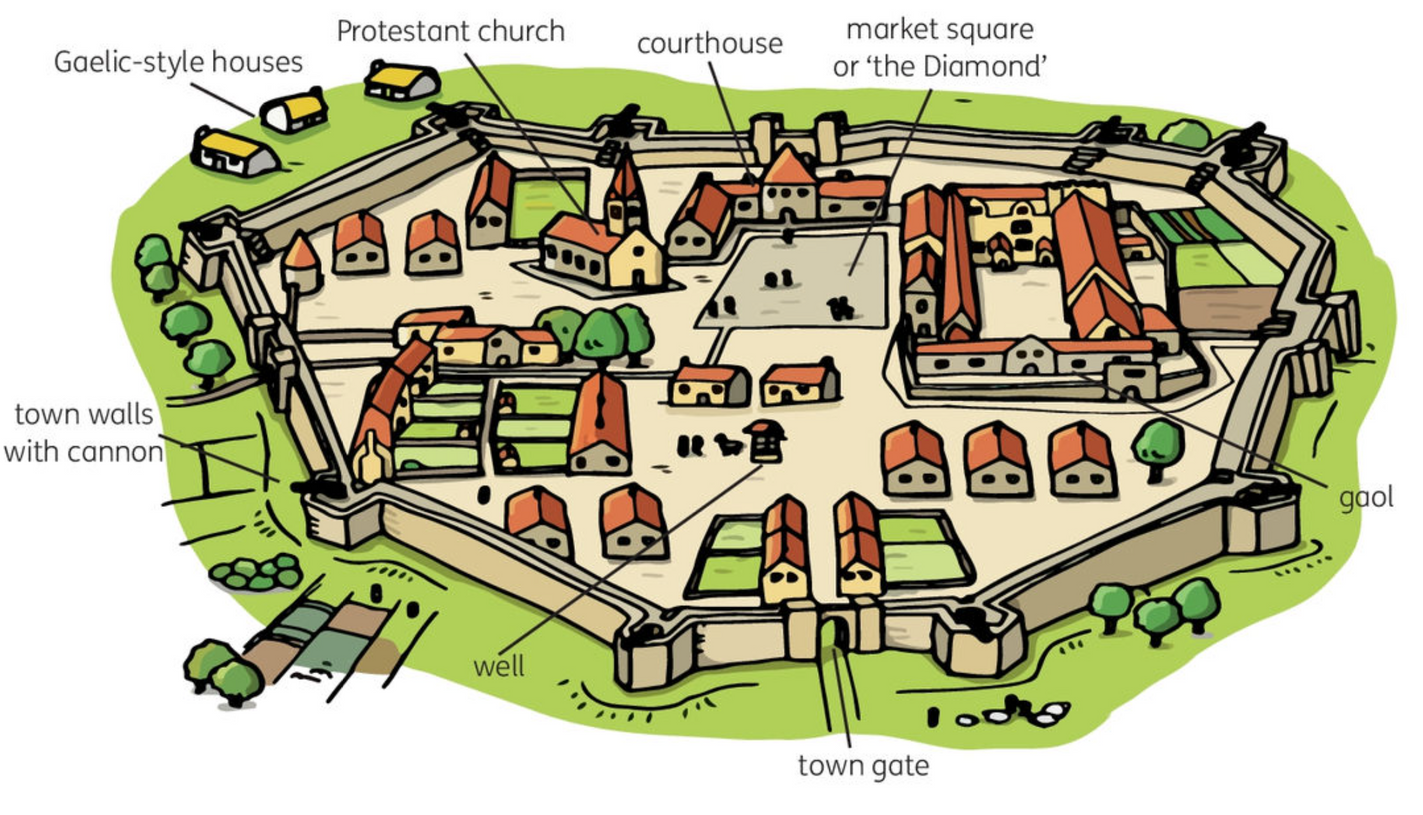 Protestant church
Gaelic-style houses
courthouse
market square
or ‘the Diamond’
town walls
with cannon
gaol
well
town gate